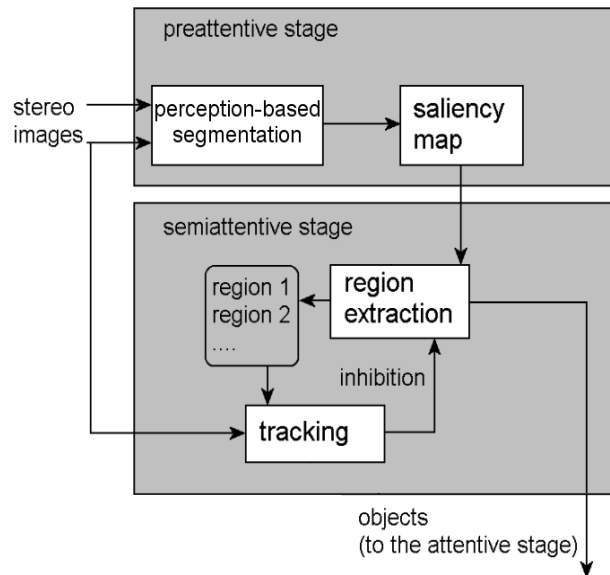 preattentive stage
stereo
images
perception-based
segmentation
saliency
map
semiattentive stage
region 1
region 2
....
region
extraction
inhibition
tracking
objects
(to the attentive stage)